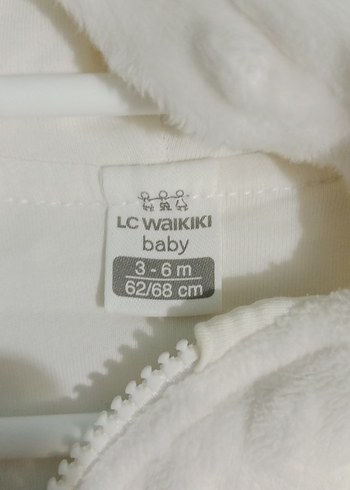 LC WAIKIKI
baby
3 - 6 m
62/68 cm